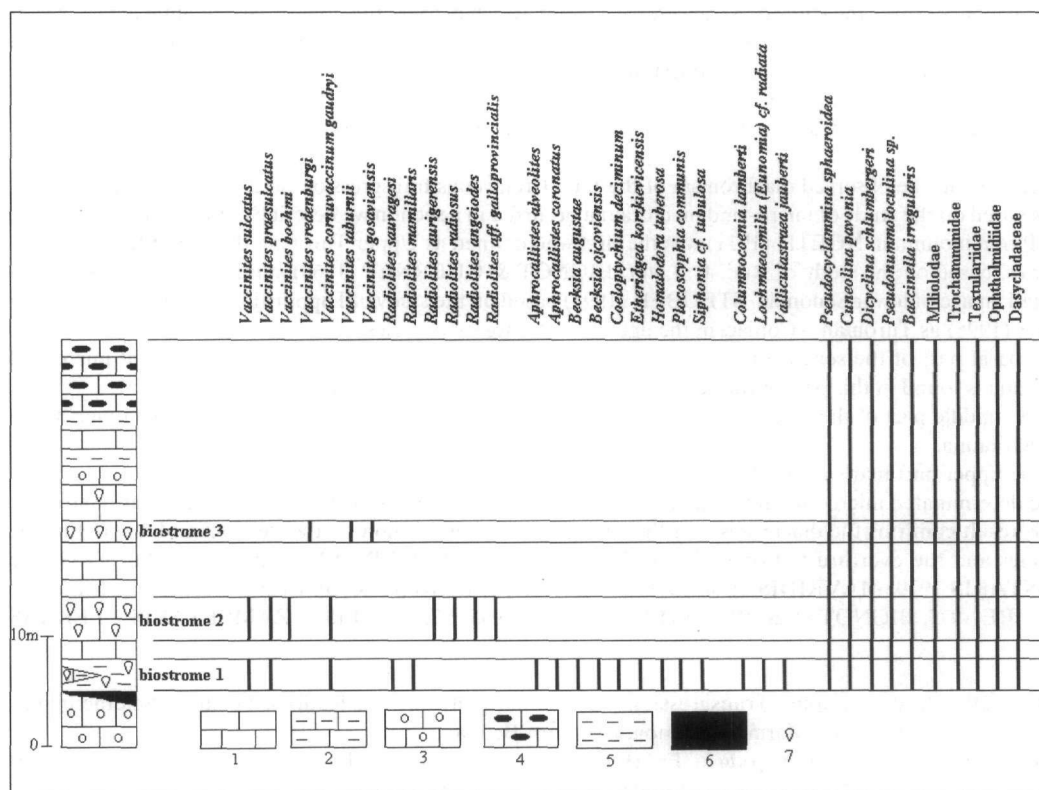 Vaccinites sulcatus
Vaccinites praesulcatus
Vaccinites boehmi
Vaccinites vredenburgi
Vaccinites cornuvaccinum gaudryi
Vaccinites taburnii
Vaccinites gosaviensis
Radiolites sauvagesi
Radiolites mamillaris
Radiolites aurigerensis
Radiolites radiosus
Radiolites angeiodes
Radiolites aff. galloprovincialis
Aphrocallistes alveolites
Aphrocallistes coronatus
Becksia augustae
Becksia ojcoviensis
Coeloptychium deciminum
Etheridgea korzkievicensis
Homalodora tuberosa
Plocoscyphia communis
Siphonia cf. tubulosa
Columnocoenia lamberti
Lochmaeosmilia (Eunomia) cf. radiata
Valliculastraea jauberti
Pseudocyclammina sphaeroidea
Cuneolina pavonia
Dicyclina schlumbergeri
Pseudonummoloculina sp.
Bacinella irregularis
Miliolidae
Trochamminidae
Textulariidae
Ophthalmidiidae
Dasycladaceae
biostrome 3
biostrome 2
10m
biostrome 1
0
1 2 3 4 5 6 7